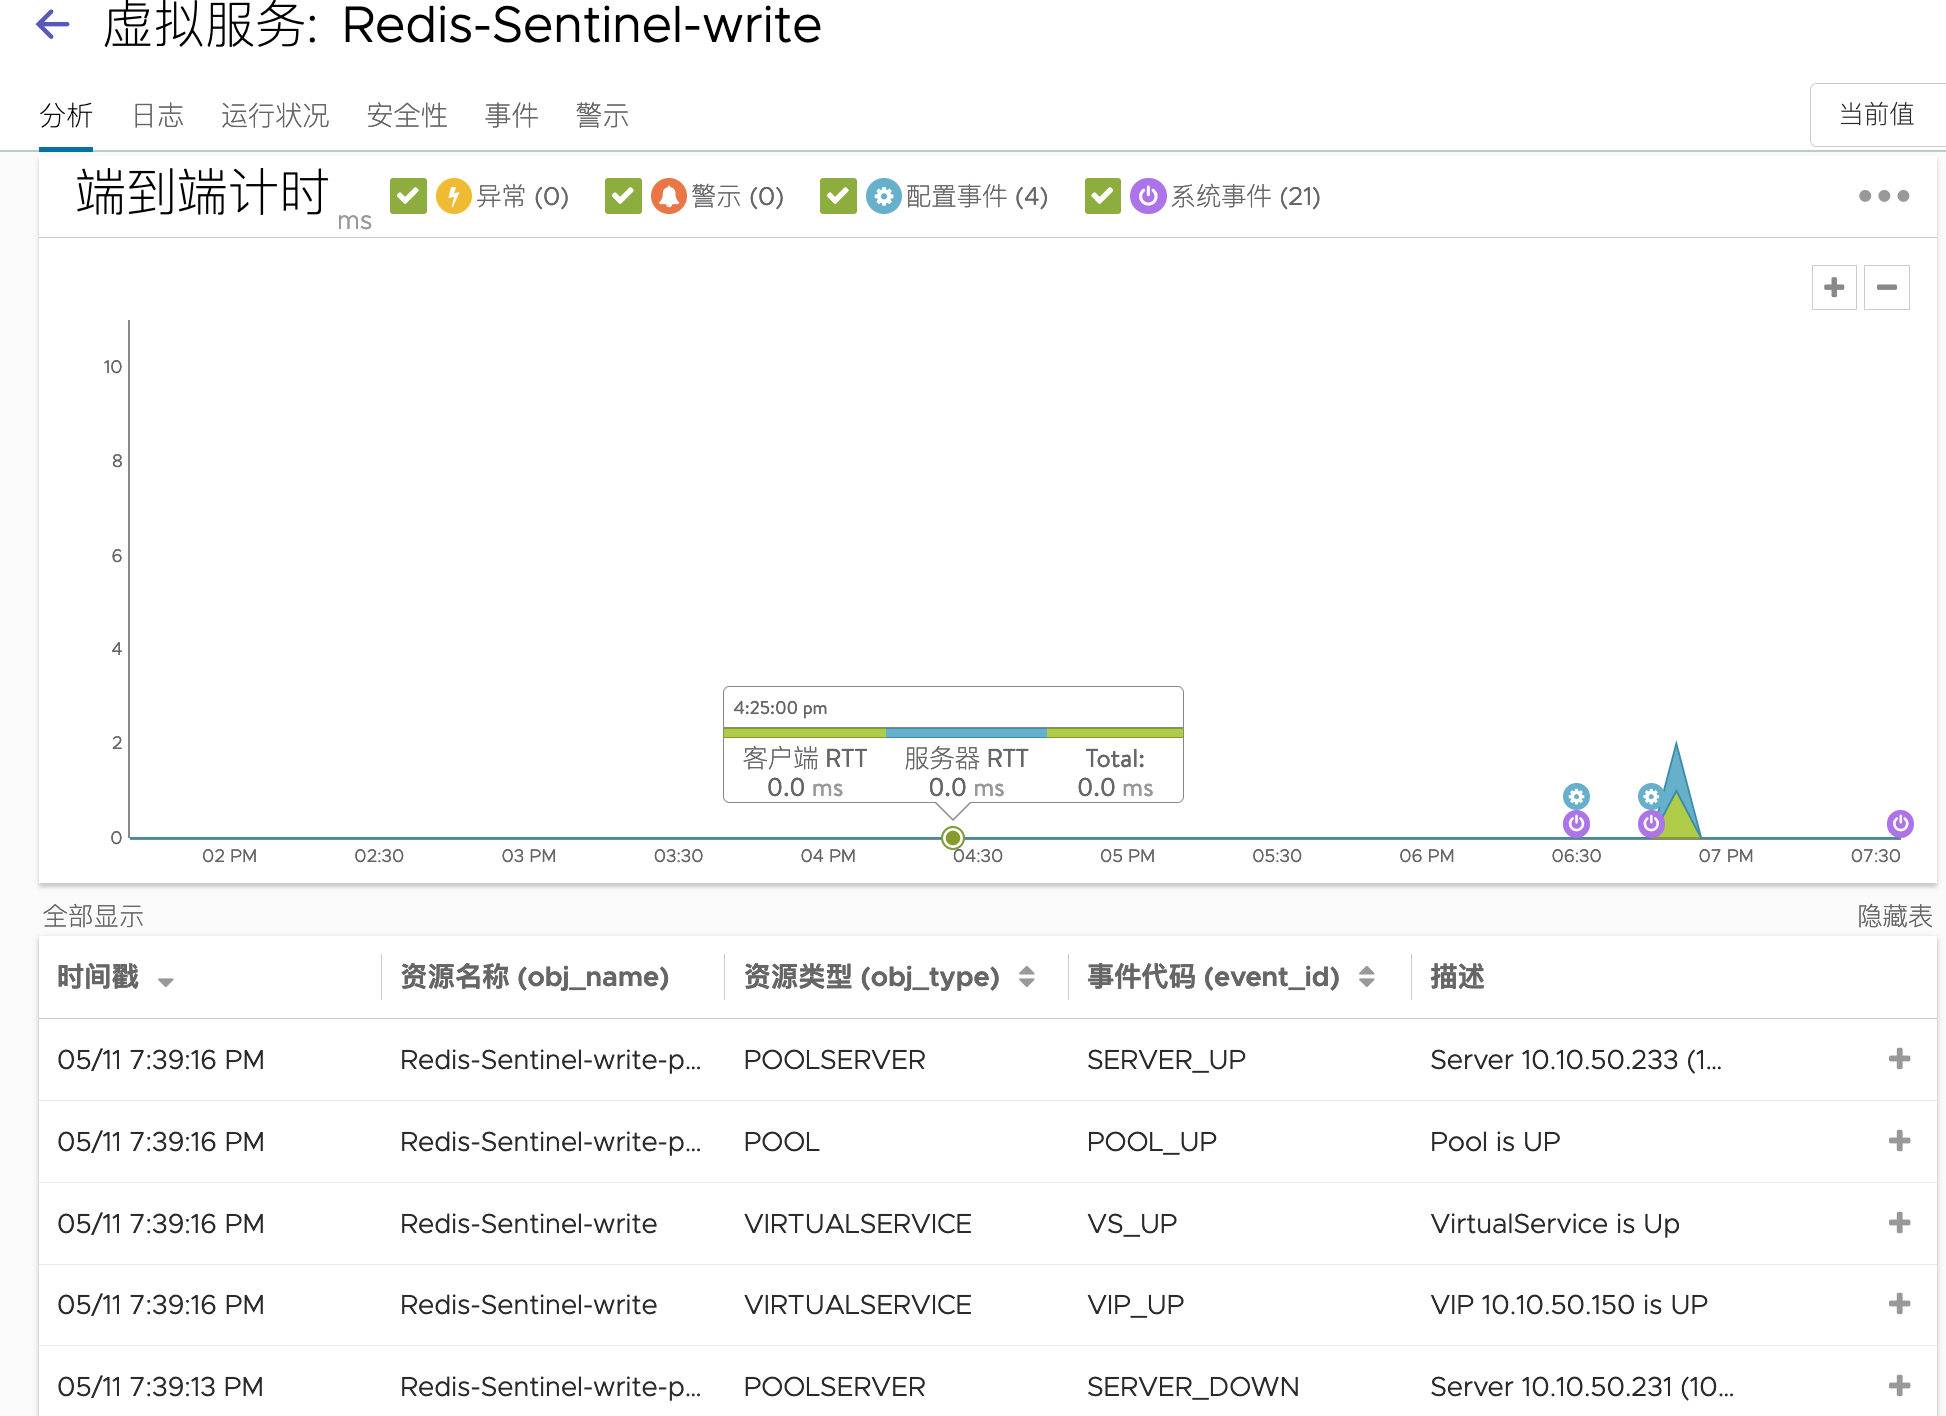 虚拟服务: Redis-Sentinel-write
分析 日志 运行状况 安全性 事件 警示 当前值
端到端计时 ms 异常 (0) 警示 (0) 配置事件 (4) 系统事件 (21)
10
8
6
4
2
0
4:25:00 pm
客户端 RTT 服务器 RTT Total:
0.0 ms 0.0 ms 0.0 ms
02 PM 02:30 03 PM 03:30 04 PM 04:30 05 PM 05:30 06 PM 06:30 07 PM 07:30
全部显示 隐藏表
时间戳 资源名称 (obj_name) 资源类型 (obj_type) 事件代码 (event_id) 描述
05/11 7:39:16 PM Redis-Sentinel-write-p... POOLSERVER SERVER_UP Server 10.10.50.233 (1...
05/11 7:39:16 PM Redis-Sentinel-write-p... POOL POOL_UP Pool is UP
05/11 7:39:16 PM Redis-Sentinel-write VIRTUALSERVICE VS_UP VirtualService is Up
05/11 7:39:16 PM Redis-Sentinel-write VIRTUALSERVICE VIP_UP VIP 10.10.50.150 is UP
05/11 7:39:13 PM Redis-Sentinel-write-p... POOLSERVER SERVER_DOWN Server 10.10.50.231 (10...